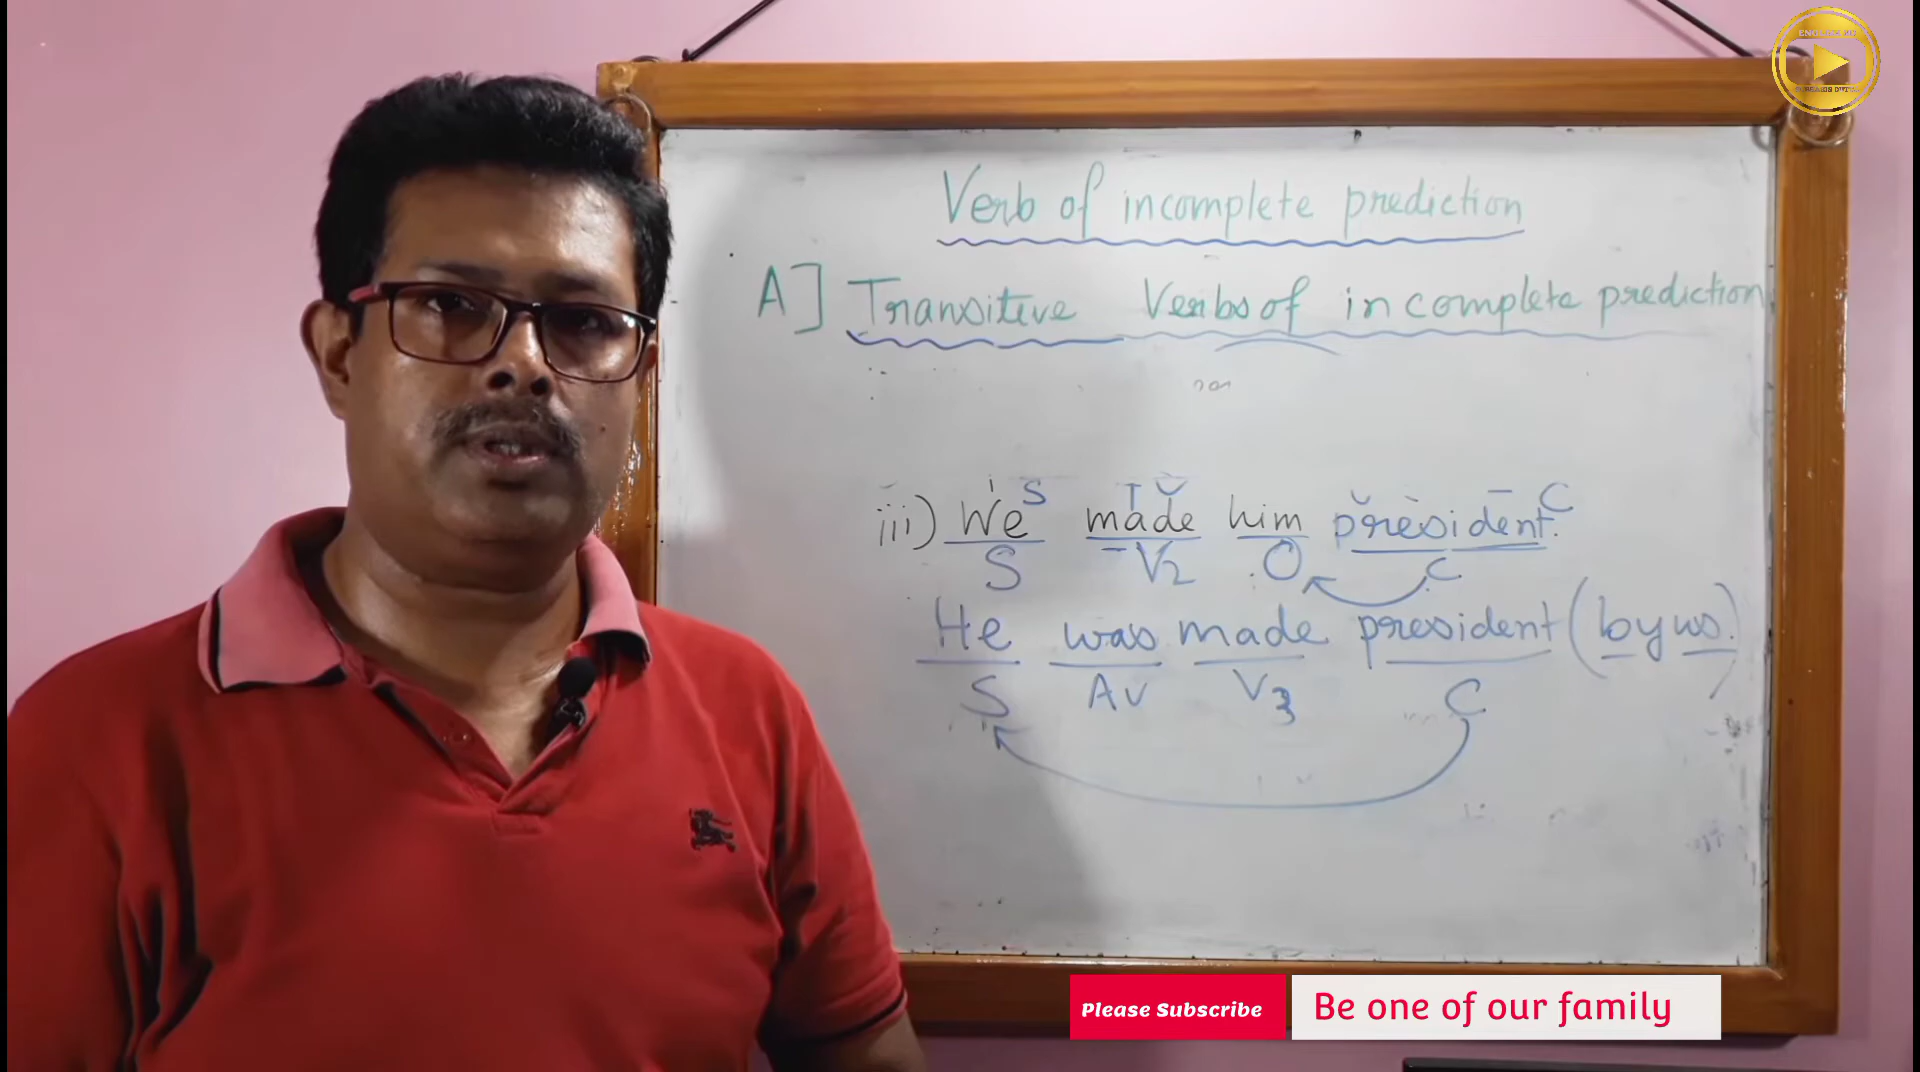 Verb of incomplete prediction
A] Transitive Verbs of incomplete prediction
iii) We made him president.
S TV C
S V2 O C
He was made president (by us.)
S AV V3 C
Please Subscribe
Be one of our family